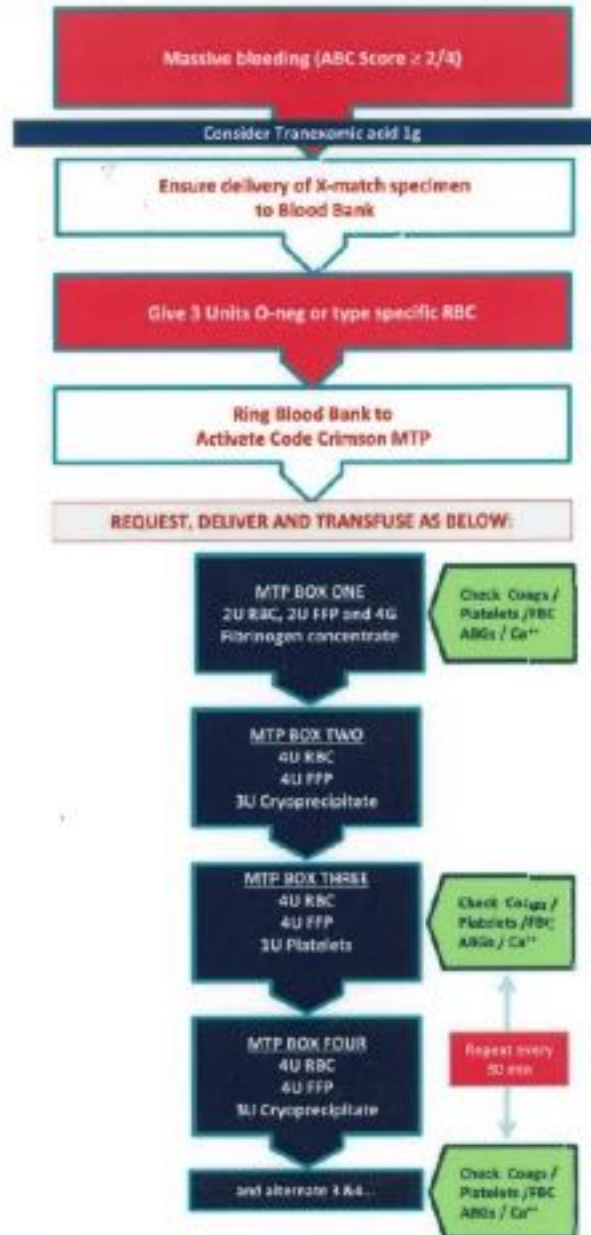 Massive bleeding (ABC Score ≥ 2/4)
Consider Tranexamic acid 1g
Ensure delivery of X-match specimen
to Blood Bank
Give 3 Units O-neg or type specific RBC
Ring Blood Bank to
Activate Code Crimson MTP
REQUEST, DELIVER AND TRANSFUSE AS BELOW:
MTP BOX ONE
2U RBC, 2U FFP and 4G
Fibrinogen concentrate
Check Coags /
Platelets /FBC
ABGs / Ca⁺⁺
MTP BOX TWO
4U RBC
4U FFP
3U Cryoprecipitate
MTP BOX THREE
4U RBC
4U FFP
1U Platelets
Check Coags /
Platelets /FBC
ABGs / Ca⁺⁺
MTP BOX FOUR
4U RBC
4U FFP
3U Cryoprecipitate
Repeat every
min
and alternate 3 &4...
Check Coags /
Platelets /FBC
ABGs / Ca⁺⁺